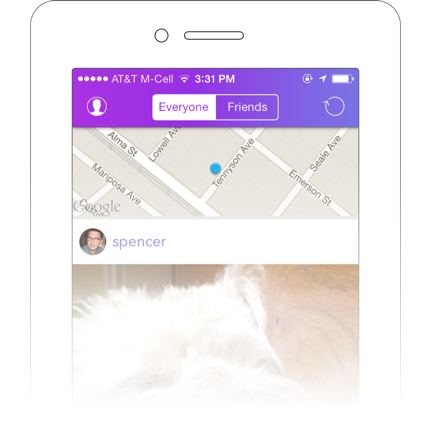 AT&T M-Cell 3:31 PM
Everyone Friends
Alma St
Lowell Av
Tennyson Ave
Seale Ave
Mariposa Ave
Emerson St
Google
spencer